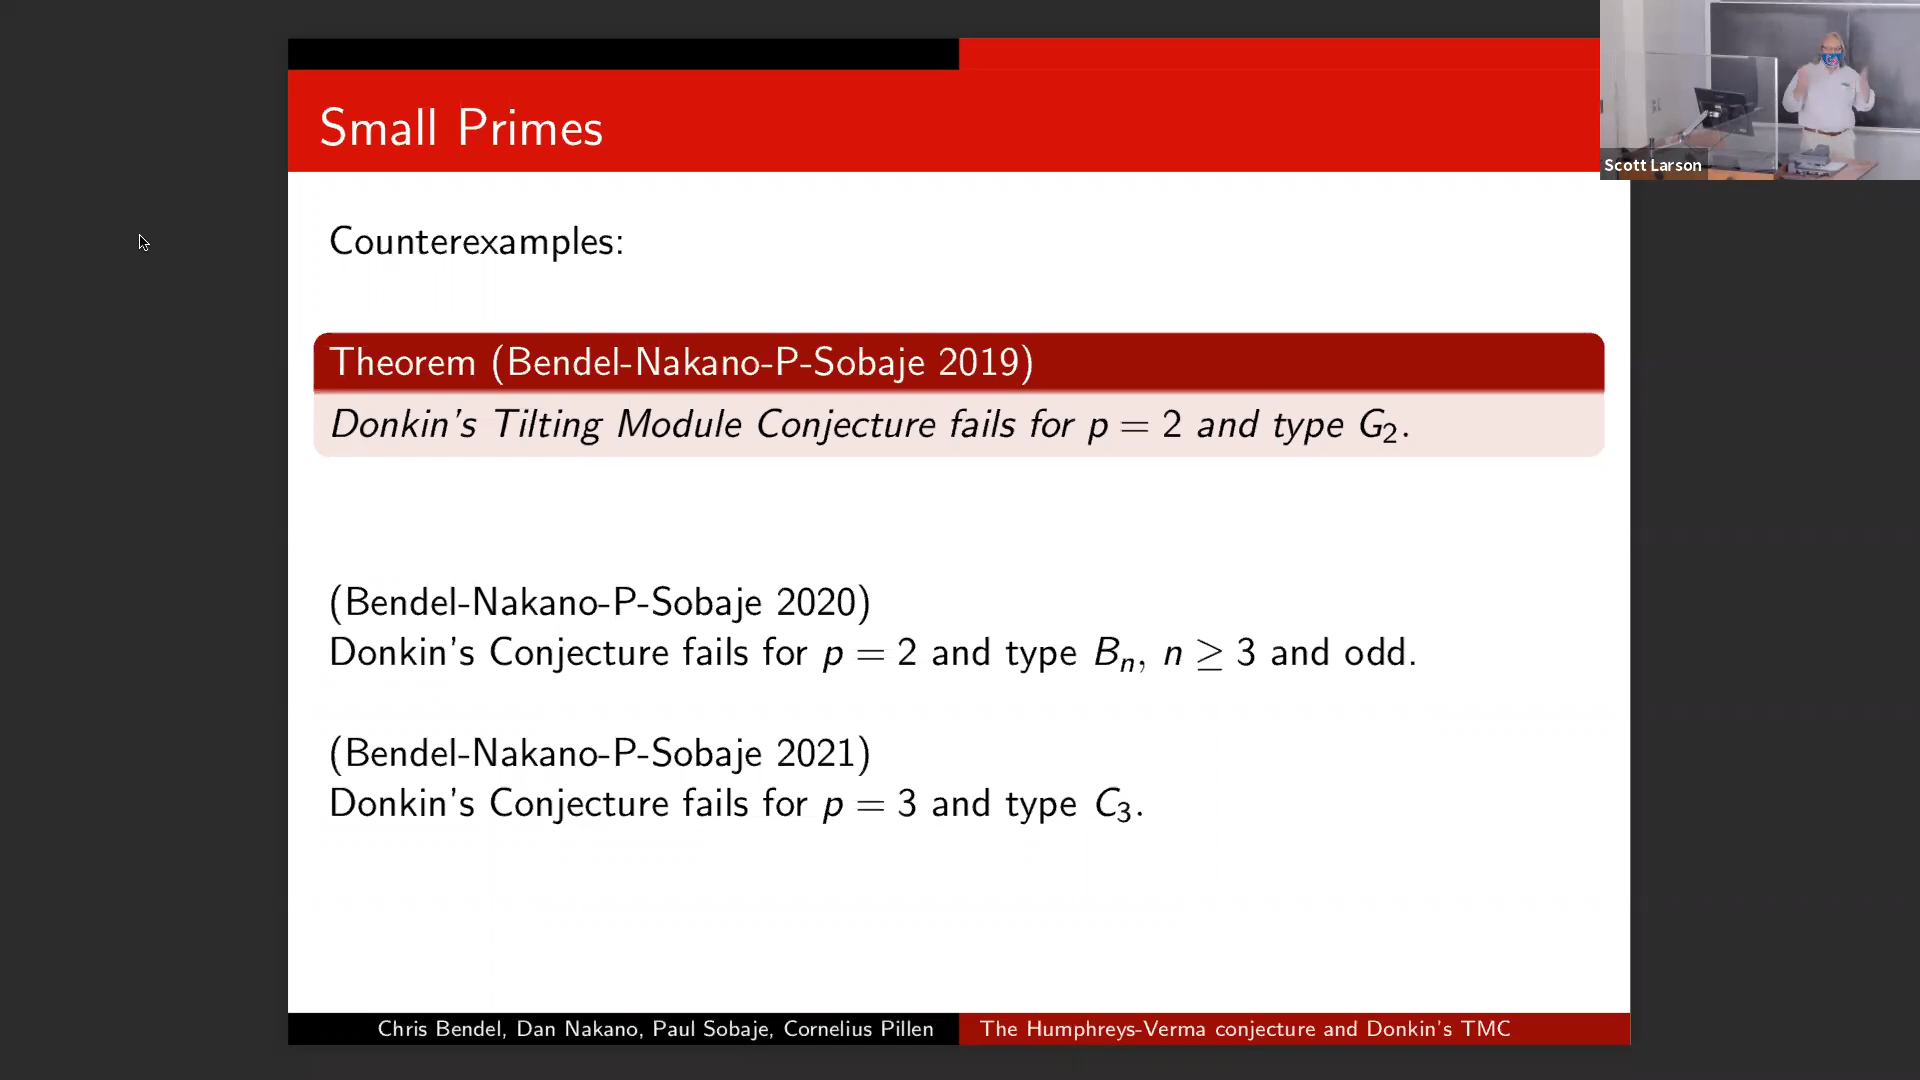 Small Primes
Scott Larson
Counterexamples:
Theorem (Bendel-Nakano-P-Sobaje 2019)
Donkin's Tilting Module Conjecture fails for p = 2 and type G₂.
(Bendel-Nakano-P-Sobaje 2020)
Donkin's Conjecture fails for p = 2 and type Bₙ, n ≥ 3 and odd.
(Bendel-Nakano-P-Sobaje 2021)
Donkin's Conjecture fails for p = 3 and type C₃.
Chris Bendel, Dan Nakano, Paul Sobaje, Cornelius Pillen
The Humphreys-Verma conjecture and Donkin's TMC